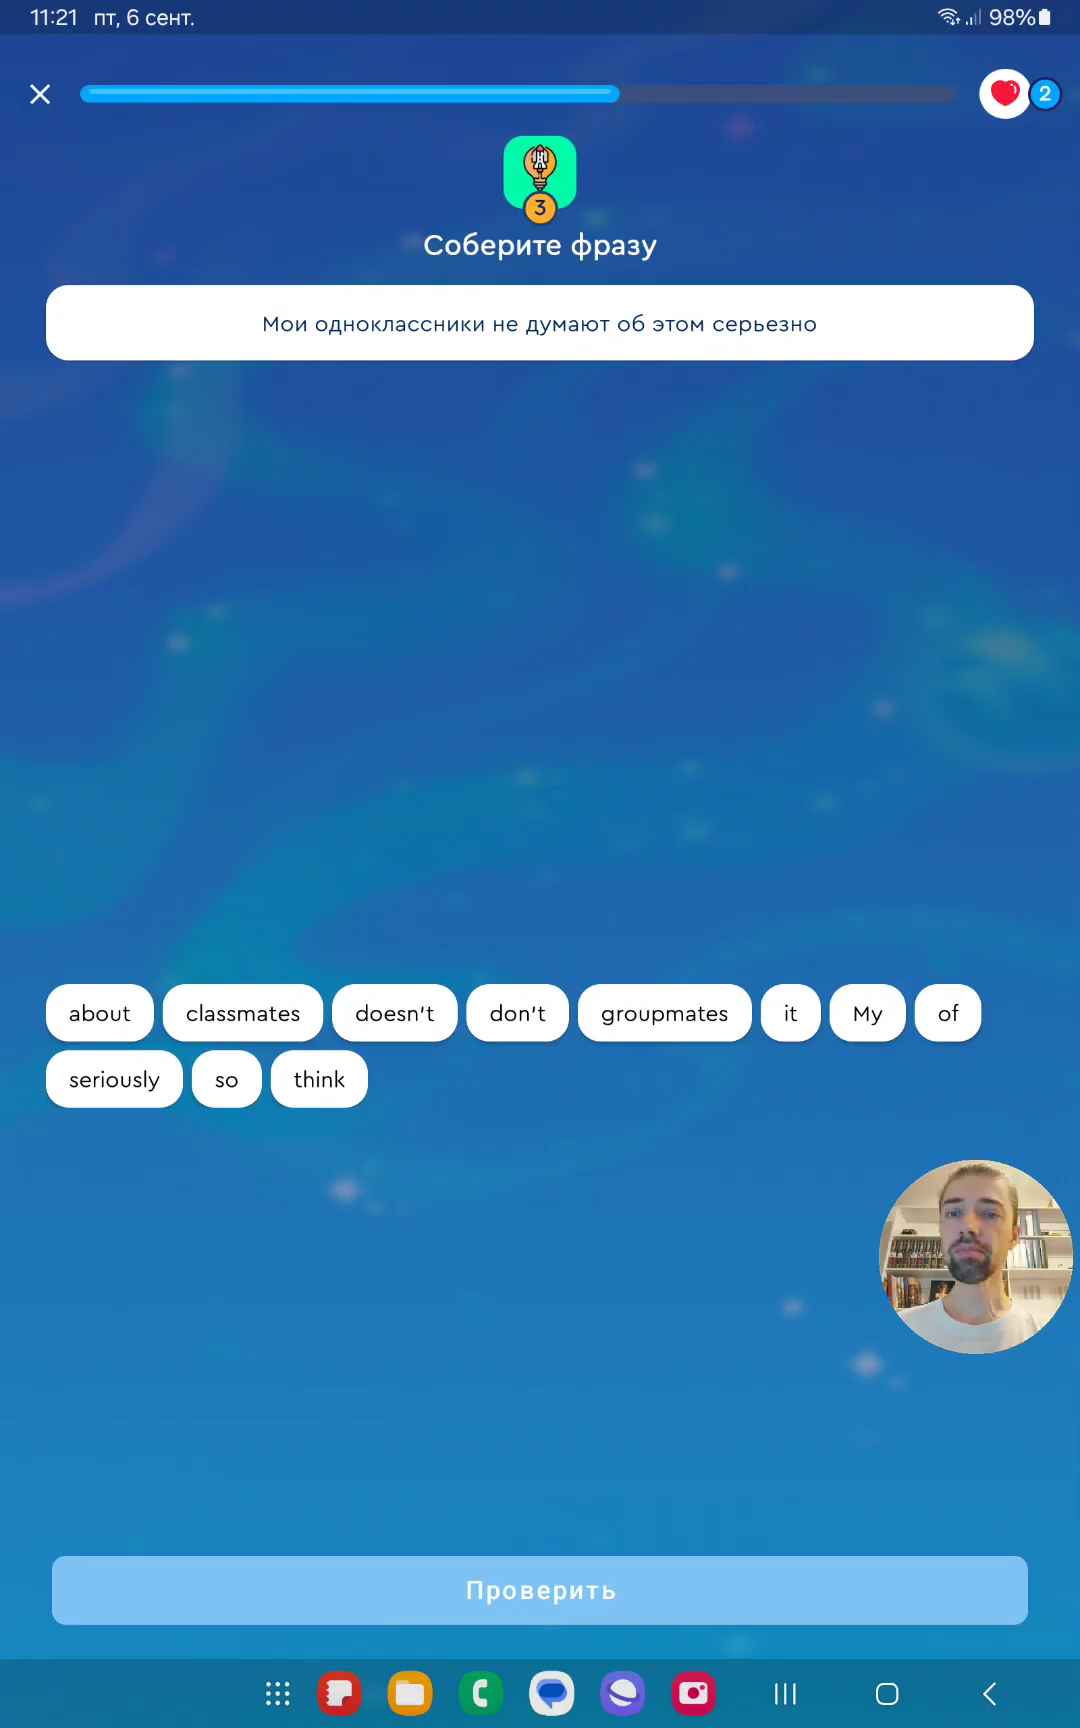 11:21 пт, 6 сент. 98%
2
3
Соберите фразу
Мои одноклассники не думают об этом серьезно
about classmates doesn't don't groupmates it My of
seriously so think
Проверить